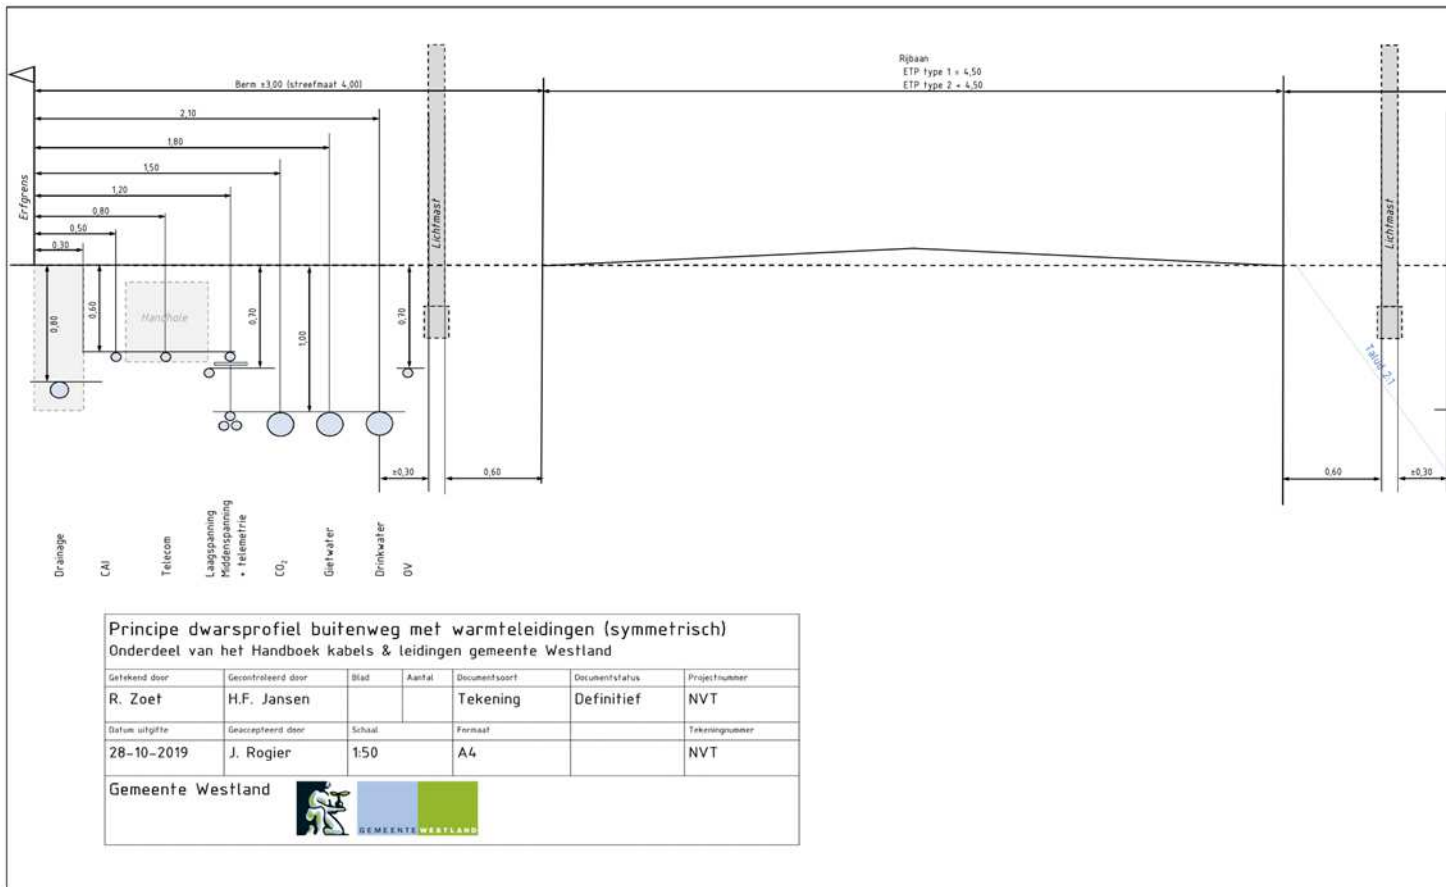 Rijbaan
ETP type 1 = 4,50
ETP type 2 = 4,50
Berm ±3,00 (streefmaat 4,00)
2,10
1,80
1,50
1,20
0,80
0,50
0,30
Erfgrens
Lichtmast
Lichtmast
0,80
0,60
Handhole
0,70
1,00
0,70
Talud 2:1
±0,30
0,60
0,60
±0,30
Drainage
CAI
Telecom
Laagspanning
Middenspanning
+ telemetrie
CO₂
Gietwater
Drinkwater
OV
Principe dwarsprofiel buitenweg met warmteleidingen (symmetrisch)
Onderdeel van het Handboek kabels & leidingen gemeente Westland
Getekend door Gecontroleerd door Blad Aantal Documentsoort Documentstatus Projectnummer
R. Zoet H.F. Jansen Tekening Definitief NVT
Datum uitgifte Geaccepteerd door Schaal Formaat Tekeningnummer
28-10-2019 J. Rogier 1:50 A4 NVT
Gemeente Westland
GEMEENTE WESTLAND